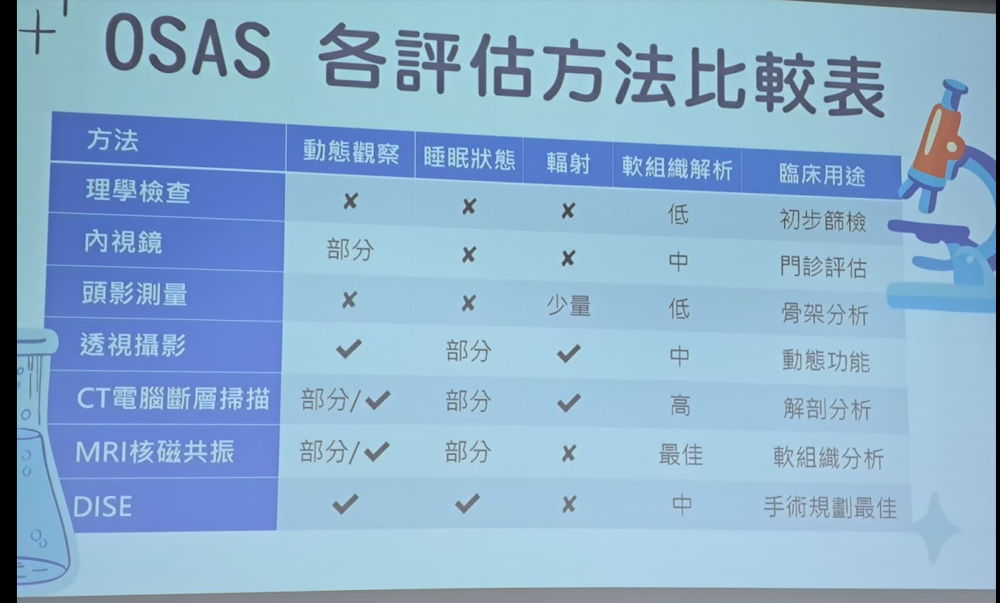 OSAS 各評估方法比較表
方法 動態觀察 睡眠狀態 輻射 軟組織解析 臨床用途
理學檢查 ✘ ✘ ✘ 低 初步篩檢
內視鏡 部分 ✘ ✘ 中 門診評估
頭影測量 ✘ ✘ 少量 低 骨架分析
透視攝影 ✔ 部分 ✔ 中 動態功能
CT電腦斷層掃描 部分/✔ 部分 ✔ 高 解剖分析
MRI核磁共振 部分/✔ 部分 ✘ 最佳 軟組織分析
DISE ✔ ✔ ✘ 中 手術規劃最佳